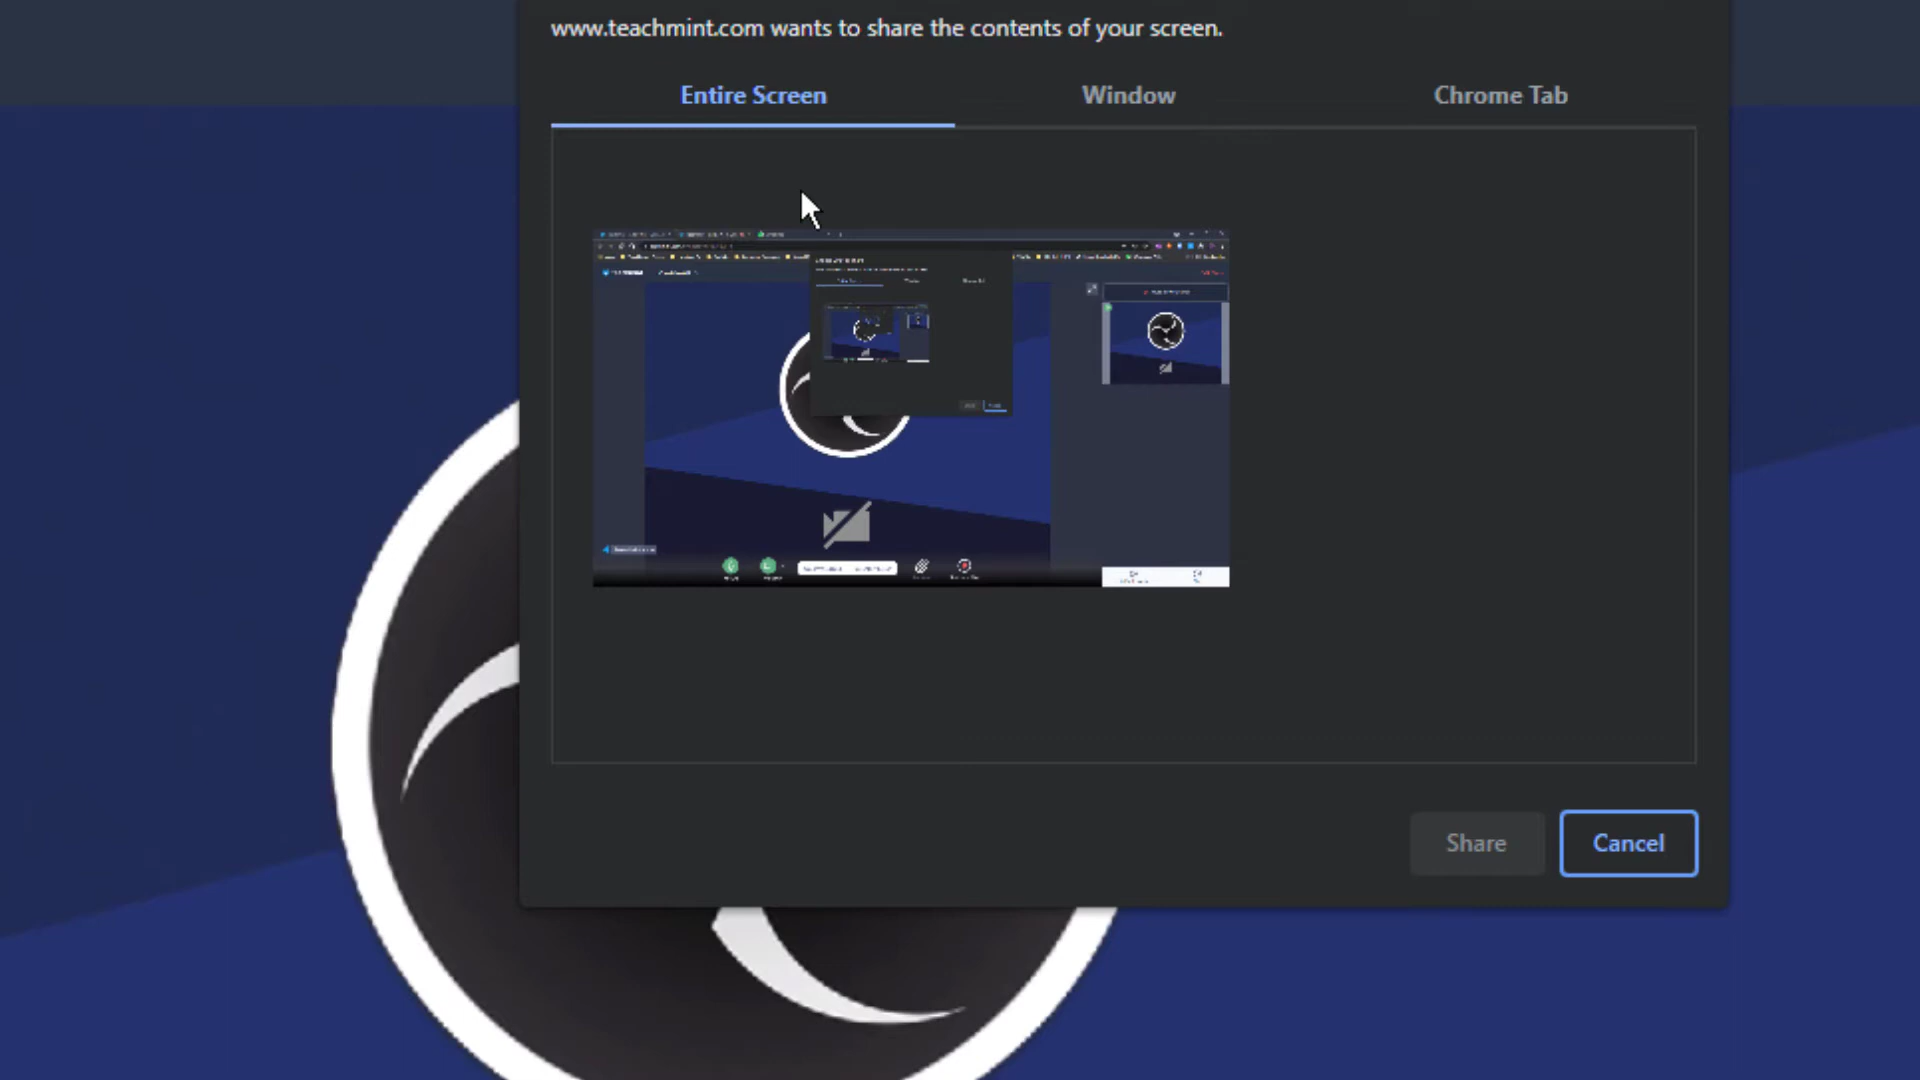 www.teachmint.com wants to share the contents of your screen.
Entire Screen
Window
Chrome Tab
Share
Cancel